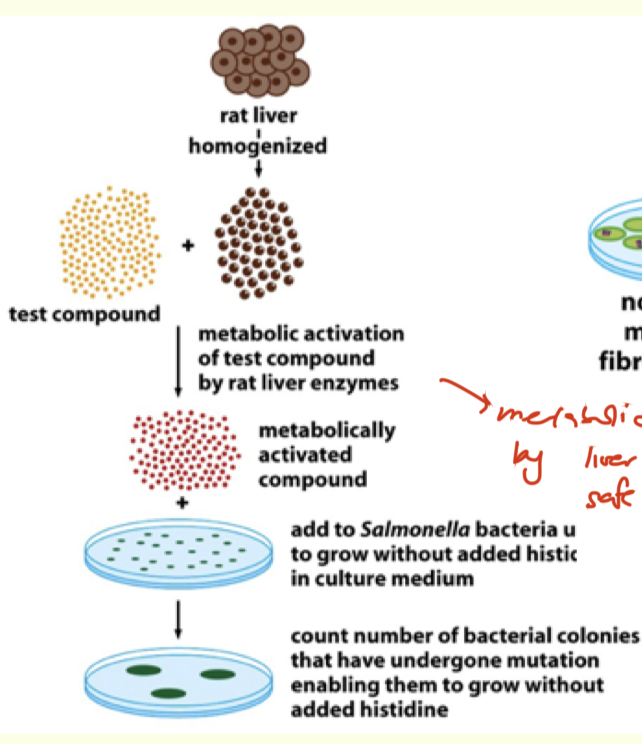 rat liver
homogenized
+
test compound
metabolic activation
of test compound
by rat liver enzymes
metabolically
activated
compound
+
add to Salmonella bacteria u
to grow without added histic
in culture medium
count number of bacterial colonies
that have undergone mutation
enabling them to grow without
added histidine
no
m
fibr
metabolic
by liver
safe